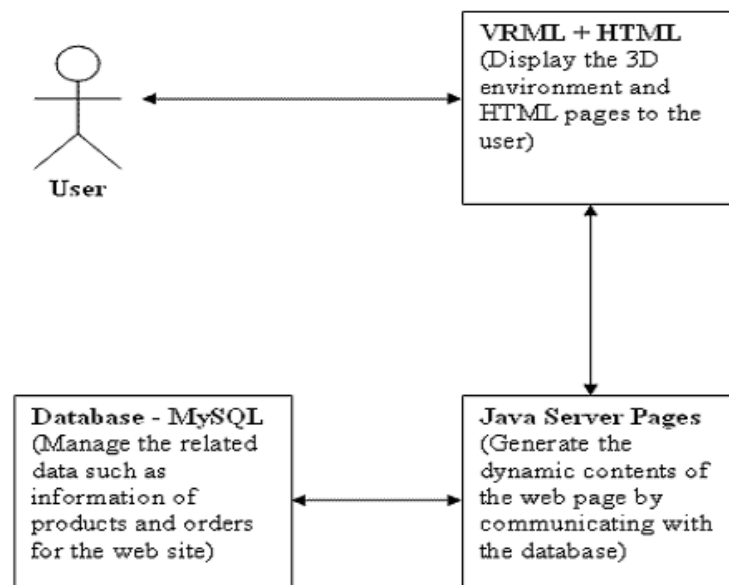 VRML + HTML
(Display the 3D
environment and
HTML pages to the
user)
User
Database - MySQL
(Manage the related
data such as
information of
products and orders
for the web site)
Java Server Pages
(Generate the
dynamic contents of
the web page by
communicating with
the database)